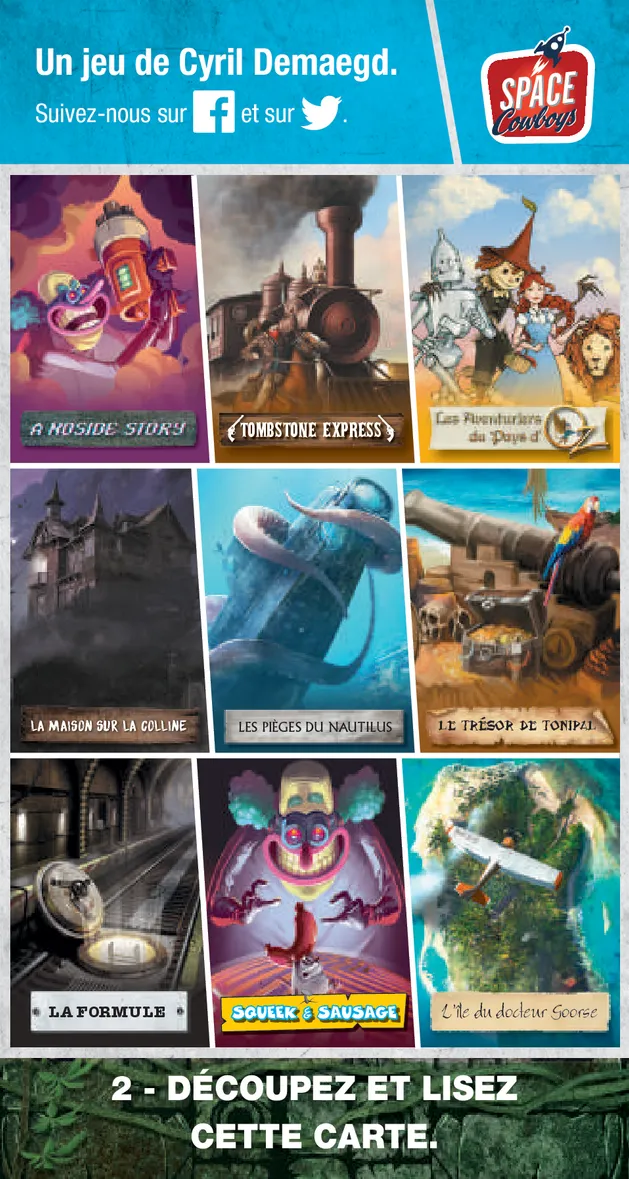 Un jeu de Cyril Demaegd.
Suivez-nous sur et sur .
SPACE
Cowboys
A NOSIDE STORY
TOMBSTONE EXPRESS
Les Aventuriers
du Pays d'Oz
LA MAISON SUR LA COLLINE
LES PIÈGES DU NAUTILUS
LE TRÉSOR DE TONIPAL
LA FORMULE
SQUEEK & SAUSAGE
L'île du docteur Goorse
2 - DÉCOUPEZ ET LISEZ
CETTE CARTE.